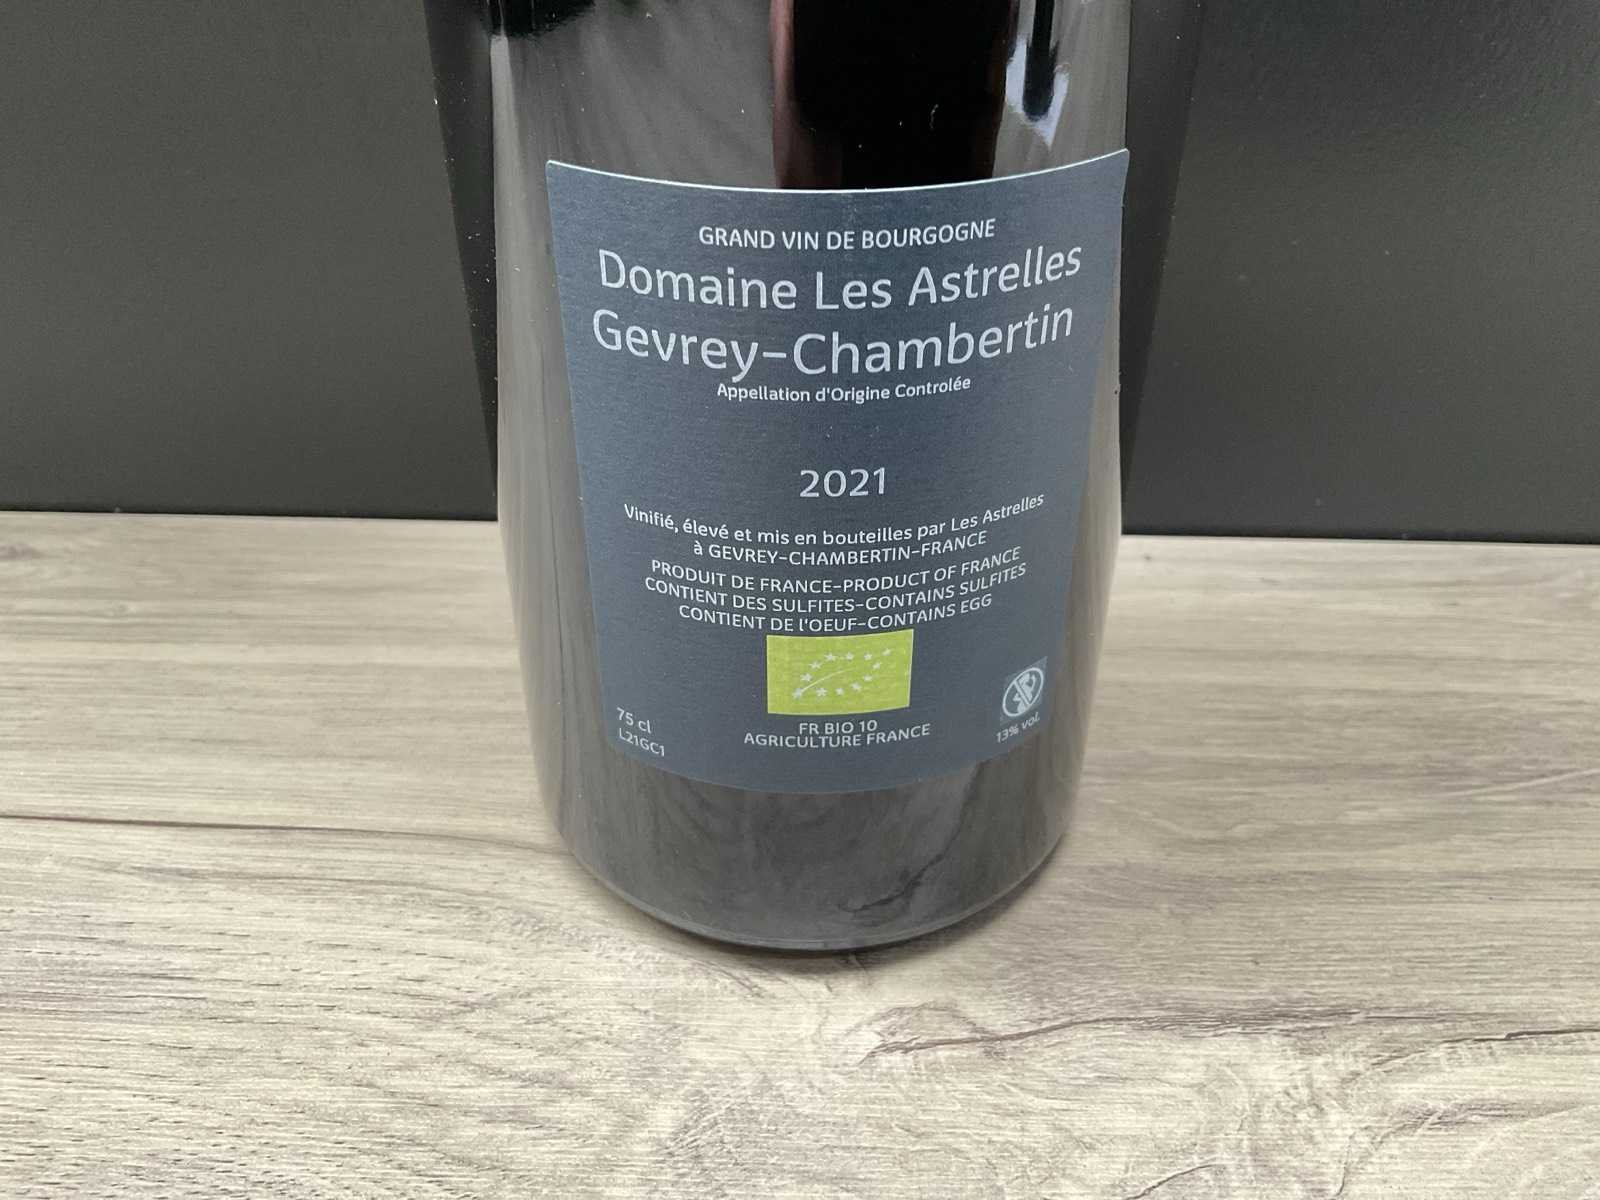 GRAND VIN DE BOURGOGNE
Domaine Les Astrelles
Gevrey-Chambertin
Appellation d'Origine Controlée
2021
Vinifié, élevé et mis en bouteilles par Les Astrelles
à GEVREY-CHAMBERTIN-FRANCE
PRODUIT DE FRANCE-PRODUCT OF FRANCE
CONTIENT DES SULFITES-CONTAINS SULFITES
CONTIENT DE l'OEUF-CONTAINS EGG
75 cl
L21GC1
FR BIO 10
AGRICULTURE FRANCE
13% vol.